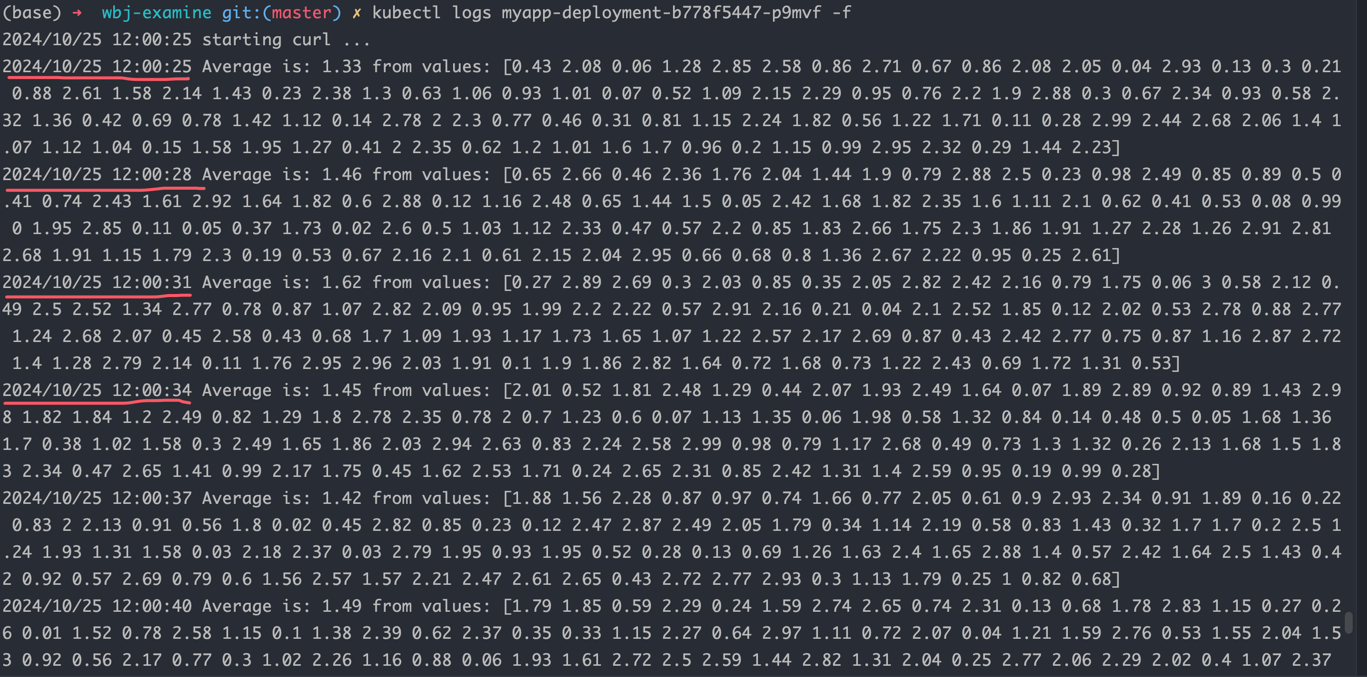 (base) → wbj-examine git:(master) ✗ kubectl logs myapp-deployment-b778f5447-p9mvf -f
2024/10/25 12:00:25 starting curl ...
2024/10/25 12:00:25 Average is: 1.33 from values: [0.43 2.08 0.06 1.28 2.85 2.58 0.86 2.71 0.67 0.86 2.08 2.05 0.04 2.93 0.13 0.3 0.21
0.88 2.61 1.58 2.14 1.43 0.23 2.38 1.3 0.63 1.06 0.93 1.01 0.07 0.52 1.09 2.15 2.29 0.95 0.76 2.2 1.9 2.88 0.3 0.67 2.34 0.93 0.58 2.
32 1.36 0.42 0.69 0.78 1.42 1.12 0.14 2.78 2 2.3 0.77 0.46 0.31 0.81 1.15 2.24 1.82 0.56 1.22 1.71 0.11 0.28 2.99 2.44 2.68 2.06 1.4 1
.07 1.12 1.04 0.15 1.58 1.95 1.27 0.41 2 2.35 0.62 1.2 1.01 1.6 1.7 0.96 0.2 1.15 0.99 2.95 2.32 0.29 1.44 2.23]
2024/10/25 12:00:28 Average is: 1.46 from values: [0.65 2.66 0.46 2.36 1.76 2.04 1.44 1.9 0.79 2.88 2.5 0.23 0.98 2.49 0.85 0.89 0.5 0
.41 0.74 2.43 1.61 2.92 1.64 1.82 0.6 2.88 0.12 1.16 2.48 0.65 1.44 1.5 0.05 2.42 1.68 1.82 2.35 1.6 1.11 2.1 0.62 0.41 0.53 0.08 0.99
0 1.95 2.85 0.11 0.05 0.37 1.73 0.02 2.6 0.5 1.03 1.12 2.33 0.47 0.57 2.2 0.85 1.83 2.66 1.75 2.3 1.86 1.91 1.27 2.28 1.26 2.91 2.81
2.68 1.91 1.15 1.79 2.3 0.19 0.53 0.67 2.16 2.1 0.61 2.15 2.04 2.95 0.66 0.68 0.8 1.36 2.67 2.22 0.95 0.25 2.61]
2024/10/25 12:00:31 Average is: 1.62 from values: [0.27 2.89 2.69 0.3 2.03 0.85 0.35 2.05 2.82 2.42 2.16 0.79 1.75 0.06 3 0.58 2.12 0.
49 2.5 2.52 1.34 2.77 0.78 0.87 1.07 2.82 2.09 0.95 1.99 2.2 2.22 0.57 2.91 2.16 0.21 0.04 2.1 2.52 1.85 0.12 2.02 0.53 2.78 0.88 2.77
1.24 2.68 2.07 0.45 2.58 0.43 0.68 1.7 1.09 1.93 1.17 1.73 1.65 1.07 1.22 2.57 2.17 2.69 0.87 0.43 2.42 2.77 0.75 0.87 1.16 2.87 2.72
1.4 1.28 2.79 2.14 0.11 1.76 2.95 2.96 2.03 1.91 0.1 1.9 1.86 2.82 1.64 0.72 1.68 0.73 1.22 2.43 0.69 1.72 1.31 0.53]
2024/10/25 12:00:34 Average is: 1.45 from values: [2.01 0.52 1.81 2.48 1.29 0.44 2.07 1.93 2.49 1.64 0.07 1.89 2.89 0.92 0.89 1.43 2.9
8 1.82 1.84 1.2 2.49 0.82 1.29 1.8 2.78 2.35 0.78 2 0.7 1.23 0.6 0.07 1.13 1.35 0.06 1.98 0.58 1.32 0.84 0.14 0.48 0.5 0.05 1.68 1.36
1.7 0.38 1.02 1.58 0.3 2.49 1.65 1.86 2.03 2.94 2.63 0.83 2.24 2.58 2.99 0.98 0.79 1.17 2.68 0.49 0.73 1.3 1.32 0.26 2.13 1.68 1.5 1.8
3 2.34 0.47 2.65 1.41 0.99 2.17 1.75 0.45 1.62 2.53 1.71 0.24 2.65 2.31 0.85 2.42 1.31 1.4 2.59 0.95 0.19 0.99 0.28]
2024/10/25 12:00:37 Average is: 1.42 from values: [1.88 1.56 2.28 0.87 0.97 0.74 1.66 0.77 2.05 0.61 0.9 2.93 2.34 0.91 1.89 0.16 0.22
0.83 2 2.13 0.91 0.56 1.8 0.02 0.45 2.82 0.85 0.23 0.12 2.47 2.87 2.49 2.05 1.79 0.34 1.14 2.19 0.58 0.83 1.43 0.32 1.7 1.7 0.2 2.5 1
.24 1.93 1.31 1.58 0.03 2.18 2.37 0.03 2.79 1.95 0.93 1.95 0.52 0.28 0.13 0.69 1.26 1.63 2.4 1.65 2.88 1.4 0.57 2.42 1.64 2.5 1.43 0.4
2 0.92 0.57 2.69 0.79 0.6 1.56 2.57 1.57 2.21 2.47 2.61 2.65 0.43 2.72 2.77 2.93 0.3 1.13 1.79 0.25 1 0.82 0.68]
2024/10/25 12:00:40 Average is: 1.49 from values: [1.79 1.85 0.59 2.29 0.24 1.59 2.74 2.65 0.74 2.31 0.13 0.68 1.78 2.83 1.15 0.27 0.2
6 0.01 1.52 0.78 2.58 1.15 0.1 1.38 2.39 0.62 2.37 0.35 0.33 1.15 2.27 0.64 2.97 1.11 0.72 2.07 0.04 1.21 1.59 2.76 0.53 1.55 2.04 1.5
3 0.92 0.56 2.17 0.77 0.3 1.02 2.26 1.16 0.88 0.06 1.93 1.61 2.72 2.5 2.59 1.44 2.82 1.31 2.04 0.25 2.77 2.06 2.29 2.02 0.4 1.07 2.37